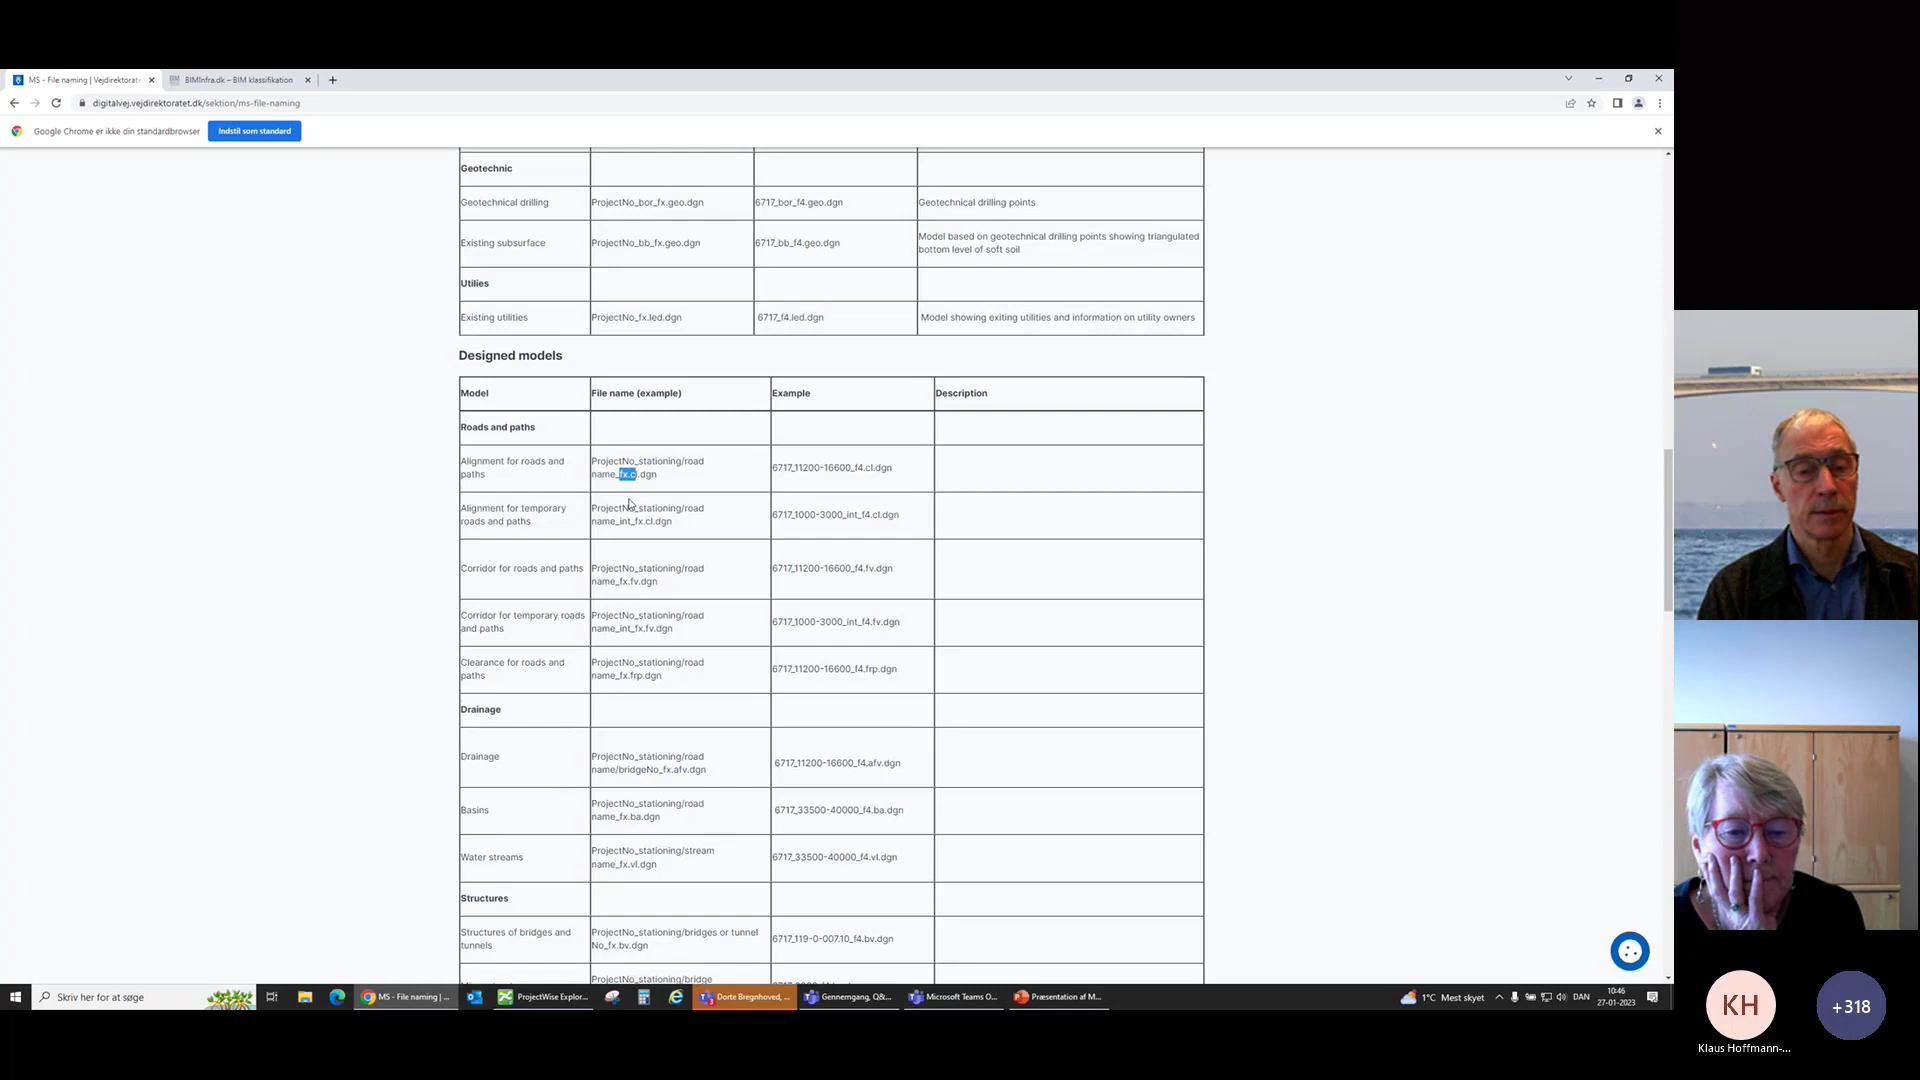 MS - File naming | Vejdirektorat
BIMInfra.dk – BIM klassifikation
digitalvej.vejdirektoratet.dk/sektion/ms-file-naming
Google Chrome er ikke din standardbrowser
Indstil som standard
Geotechnic
Geotechnical drilling
ProjectNo_bor_fx.geo.dgn
6717_bor_f4.geo.dgn
Geotechnical drilling points
Existing subsurface
ProjectNo_bb_fx.geo.dgn
6717_bb_f4.geo.dgn
Model based on geotechnical drilling points showing triangulated
bottom level of soft soil
Utilies
Existing utilities
ProjectNo_fx.led.dgn
6717_f4.led.dgn
Model showing exiting utilities and information on utility owners
Designed models
Model
File name (example)
Example
Description
Roads and paths
Alignment for roads and
paths
ProjectNo_stationing/road
name_fx.cl.dgn
6717_11200-16600_f4.cl.dgn
Alignment for temporary
roads and paths
ProjectNo_stationing/road
name_int_fx.cl.dgn
6717_1000-3000_int_f4.cl.dgn
Corridor for roads and paths
ProjectNo_stationing/road
name_fx.fv.dgn
6717_11200-16600_f4.fv.dgn
Corridor for temporary roads
and paths
ProjectNo_stationing/road
name_int_fx.fv.dgn
6717_1000-3000_int_f4.fv.dgn
Clearance for roads and
paths
ProjectNo_stationing/road
name_fx.frp.dgn
6717_11200-16600_f4.frp.dgn
Drainage
Drainage
ProjectNo_stationing/road
name/bridgeNo_fx.afv.dgn
6717_11200-16600_f4.afv.dgn
Basins
ProjectNo_stationing/road
name_fx.ba.dgn
6717_33500-40000_f4.ba.dgn
Water streams
ProjectNo_stationing/stream
name_fx.vl.dgn
6717_33500-40000_f4.vl.dgn
Structures
Structures of bridges and
tunnels
ProjectNo_stationing/bridges or tunnel
No_fx.bv.dgn
6717_119-0-007.10_f4.bv.dgn
ProjectNo_stationing/bridge
Skriv her for at søge
MS - File naming | ...
ProjectWise Explor...
Dorte Bregnhoved, ...
Gennemgang, Q&...
Microsoft Teams O...
Præsentation af M...
1°C Mest skyet
DAN
10:46
27-01-2023
KH
+318
Klaus Hoffmann-...